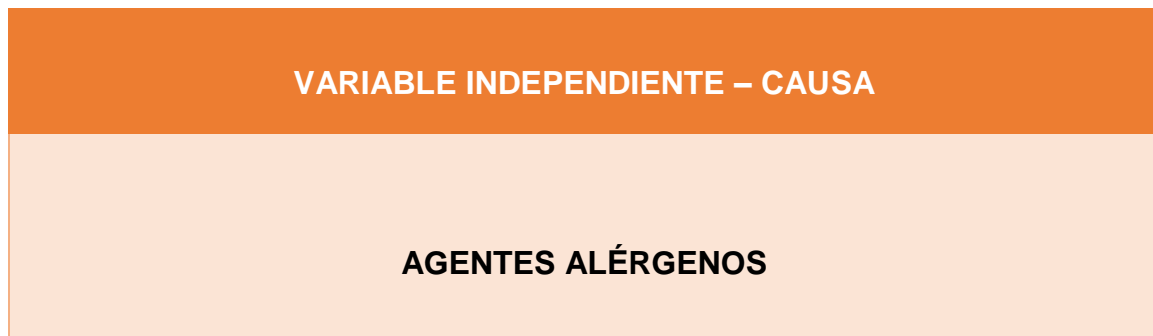 VARIABLE INDEPENDIENTE – CAUSA
AGENTES ALÉRGENOS